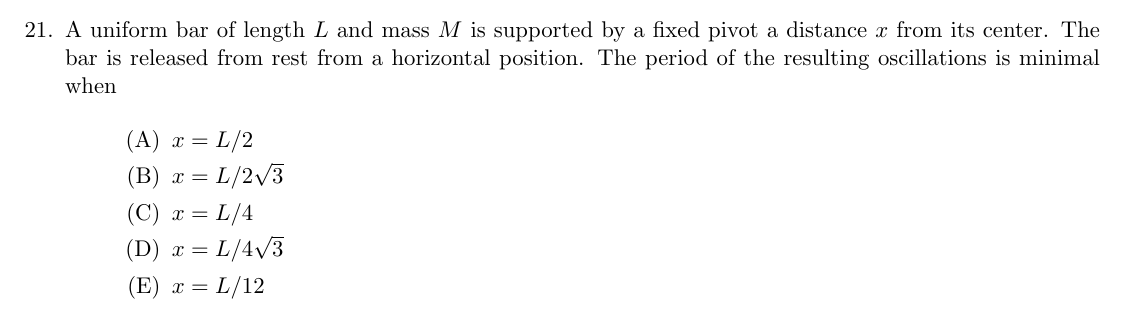 21. A uniform bar of length L and mass M is supported by a fixed pivot a distance x from its center. The
bar is released from rest from a horizontal position. The period of the resulting oscillations is minimal
when
(A) x = L/2
(B) x = L/2√3
(C) x = L/4
(D) x = L/4√3
(E) x = L/12